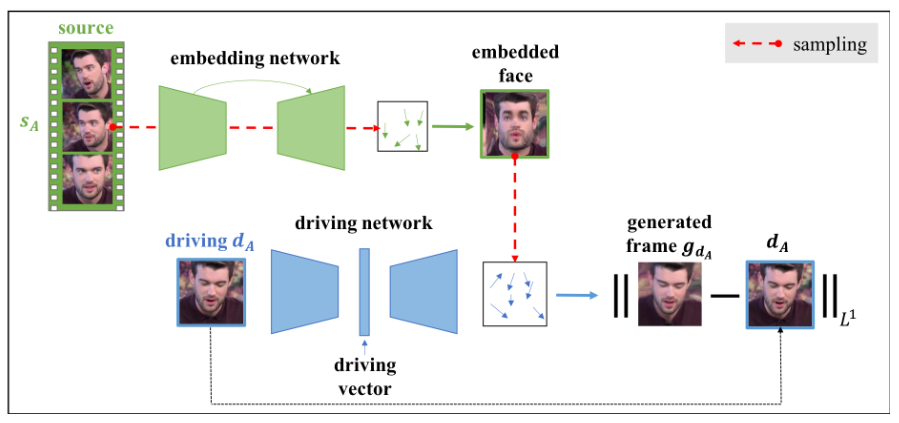 source
embedding network
embedded
face
sampling
s_A
driving network
driving d_A
generated
frame g_{d_A}
d_A
|| — ||_{L^1}
driving
vector